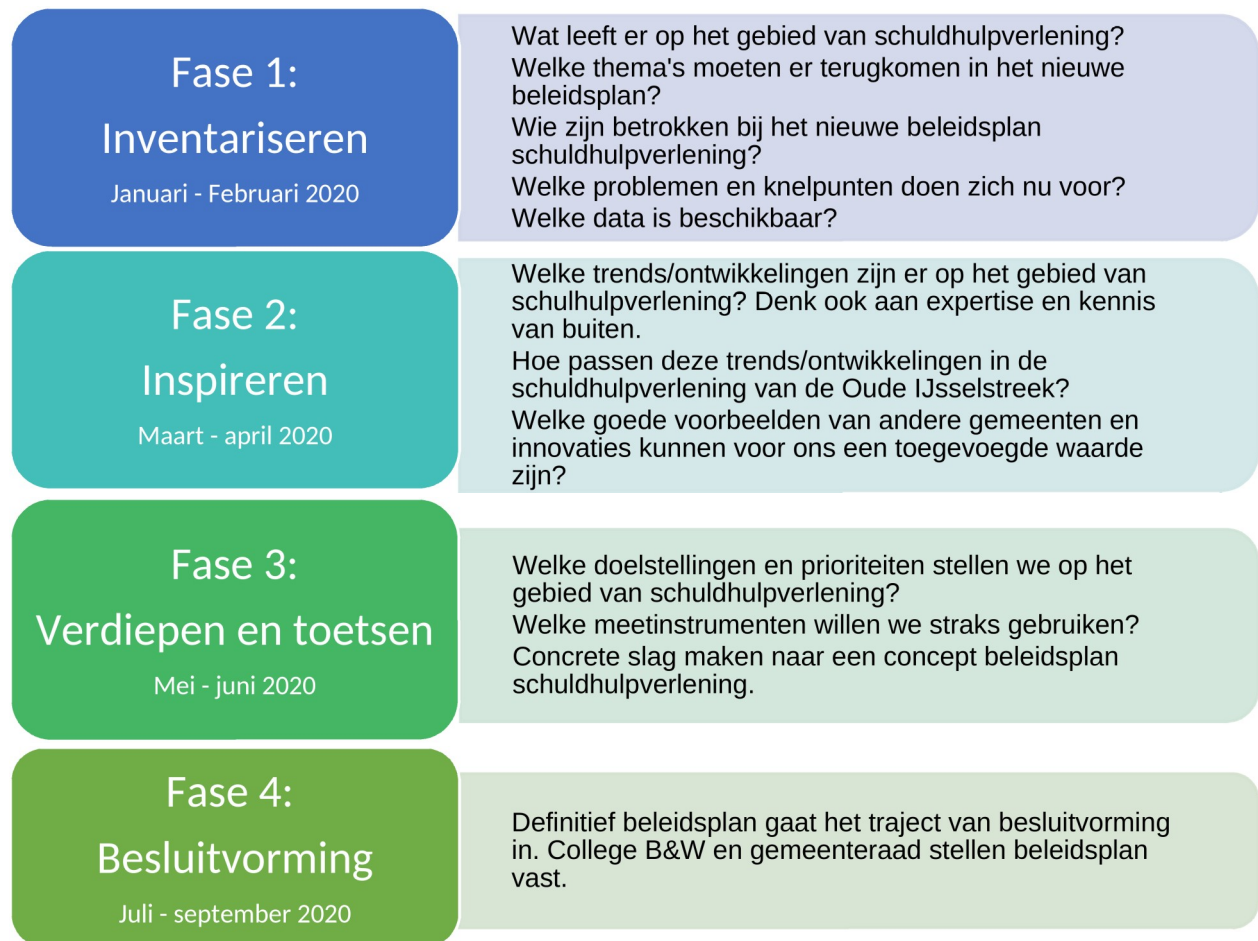 Fase 1:
Inventariseren
Januari - Februari 2020
Wat leeft er op het gebied van schuldhulpverlening?
Welke thema's moeten er terugkomen in het nieuwe
beleidsplan?
Wie zijn betrokken bij het nieuwe beleidsplan
schuldhulpverlening?
Welke problemen en knelpunten doen zich nu voor?
Welke data is beschikbaar?
Fase 2:
Inspireren
Maart - april 2020
Welke trends/ontwikkelingen zijn er op het gebied van
schulhulpverlening? Denk ook aan expertise en kennis
van buiten.
Hoe passen deze trends/ontwikkelingen in de
schuldhulpverlening van de Oude IJsselstreek?
Welke goede voorbeelden van andere gemeenten en
innovaties kunnen voor ons een toegevoegde waarde
zijn?
Fase 3:
Verdiepen en toetsen
Mei - juni 2020
Welke doelstellingen en prioriteiten stellen we op het
gebied van schuldhulpverlening?
Welke meetinstrumenten willen we straks gebruiken?
Concrete slag maken naar een concept beleidsplan
schuldhulpverlening.
Fase 4:
Besluitvorming
Juli - september 2020
Definitief beleidsplan gaat het traject van besluitvorming
in. College B&W en gemeenteraad stellen beleidsplan
vast.